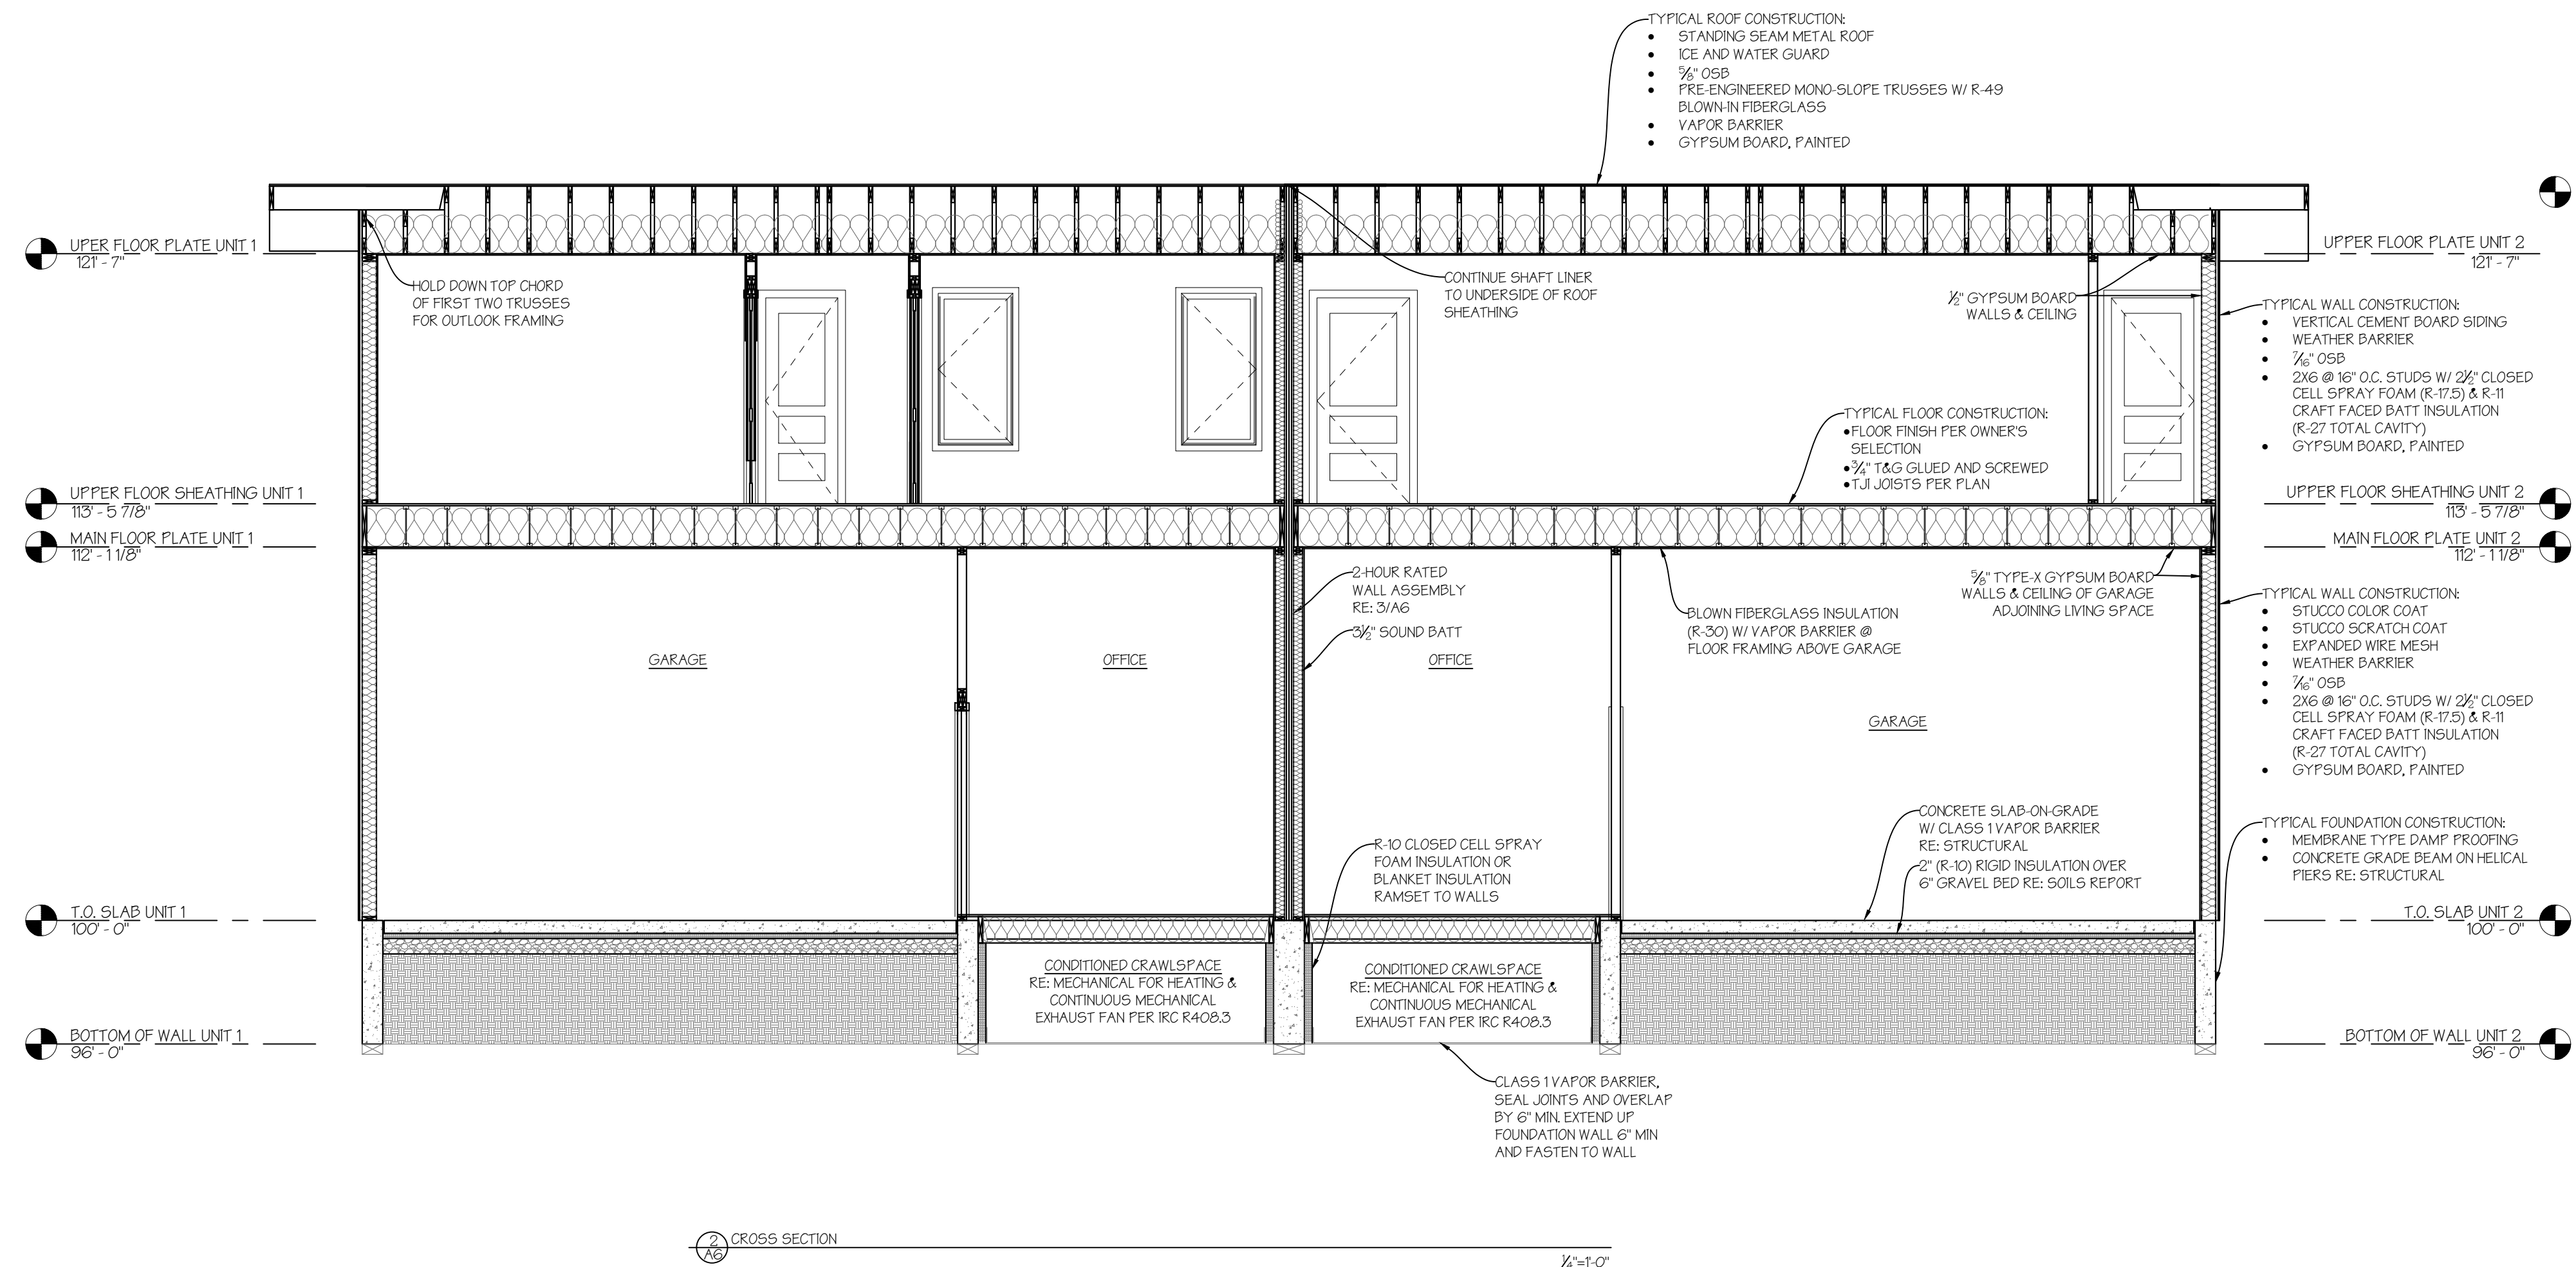 TYPICAL ROOF CONSTRUCTION:
• STANDING SEAM METAL ROOF
• ICE AND WATER GUARD
• 5/8" OSB
• PRE-ENGINEERED MONO-SLOPE TRUSSES W/ R-49
BLOWN-IN FIBERGLASS
• VAPOR BARRIER
• GYPSUM BOARD, PAINTED
UPER FLOOR PLATE UNIT 1
121' - 7"
HOLD DOWN TOP CHORD
OF FIRST TWO TRUSSES
FOR OUTLOOK FRAMING
CONTINUE SHAFT LINER
TO UNDERSIDE OF ROOF
SHEATHING
1/2" GYPSUM BOARD
WALLS & CEILING
UPPER FLOOR PLATE UNIT 2
121' - 7"
TYPICAL WALL CONSTRUCTION:
• VERTICAL CEMENT BOARD SIDING
• WEATHER BARRIER
• 7/16" OSB
• 2X6 @ 16" O.C. STUDS W/ 2 1/2" CLOSED
CELL SPRAY FOAM (R-17.5) & R-11
CRAFT FACED BATT INSULATION
(R-27 TOTAL CAVITY)
• GYPSUM BOARD, PAINTED
TYPICAL FLOOR CONSTRUCTION:
• FLOOR FINISH PER OWNER'S
SELECTION
• 3/4" T&G GLUED AND SCREWED
• TJI JOISTS PER PLAN
UPPER FLOOR SHEATHING UNIT 1
113' - 5 7/8"
MAIN FLOOR PLATE UNIT 1
112' - 1 1/8"
UPPER FLOOR SHEATHING UNIT 2
113' - 5 7/8"
MAIN FLOOR PLATE UNIT 2
112' - 1 1/8"
2-HOUR RATED
WALL ASSEMBLY
RE: 3/A6
3 1/2" SOUND BATT
BLOWN FIBERGLASS INSULATION
(R-30) W/ VAPOR BARRIER @
FLOOR FRAMING ABOVE GARAGE
5/8" TYPE-X GYPSUM BOARD
WALLS & CEILING OF GARAGE
ADJOINING LIVING SPACE
TYPICAL WALL CONSTRUCTION:
• STUCCO COLOR COAT
• STUCCO SCRATCH COAT
• EXPANDED WIRE MESH
• WEATHER BARRIER
• 7/16" OSB
• 2X6 @ 16" O.C. STUDS W/ 2 1/2" CLOSED
CELL SPRAY FOAM (R-17.5) & R-11
CRAFT FACED BATT INSULATION
(R-27 TOTAL CAVITY)
• GYPSUM BOARD, PAINTED
GARAGE
OFFICE
OFFICE
GARAGE
R-10 CLOSED CELL SPRAY
FOAM INSULATION OR
BLANKET INSULATION
RAMSET TO WALLS
CONCRETE SLAB-ON-GRADE
W/ CLASS 1 VAPOR BARRIER
RE: STRUCTURAL
2" (R-10) RIGID INSULATION OVER
6" GRAVEL BED RE: SOILS REPORT
TYPICAL FOUNDATION CONSTRUCTION:
• MEMBRANE TYPE DAMP PROOFING
• CONCRETE GRADE BEAM ON HELICAL
PIERS RE: STRUCTURAL
T.O. SLAB UNIT 1
100' - 0"
T.O. SLAB UNIT 2
100' - 0"
CONDITIONED CRAWLSPACE
RE: MECHANICAL FOR HEATING &
CONTINUOUS MECHANICAL
EXHAUST FAN PER IRC R408.3
CONDITIONED CRAWLSPACE
RE: MECHANICAL FOR HEATING &
CONTINUOUS MECHANICAL
EXHAUST FAN PER IRC R408.3
BOTTOM OF WALL UNIT 1
96' - 0"
BOTTOM OF WALL UNIT 2
96' - 0"
CLASS 1 VAPOR BARRIER,
SEAL JOINTS AND OVERLAP
BY 6" MIN. EXTEND UP
FOUNDATION WALL 6" MIN
AND FASTEN TO WALL
2
A6
CROSS SECTION
1/4"=1'-0"